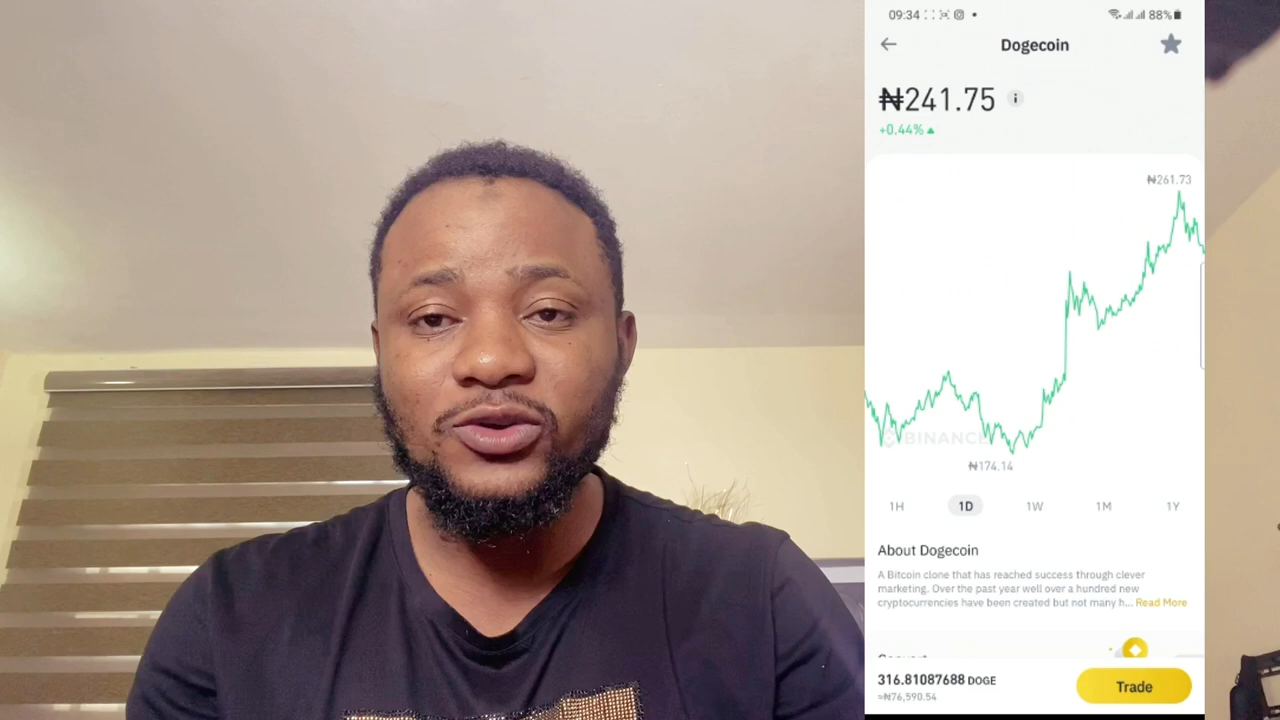 09:34
88%
Dogecoin
₦241.75
+0.44%
₦261.73
BINANCE
₦174.14
1H 1D 1W 1M 1Y
About Dogecoin
A Bitcoin clone that has reached success through clever
marketing. Over the past year well over a hundred new
cryptocurrencies have been created but not many h... Read More
316.81087688 DOGE
≈₦76,590.54
Trade